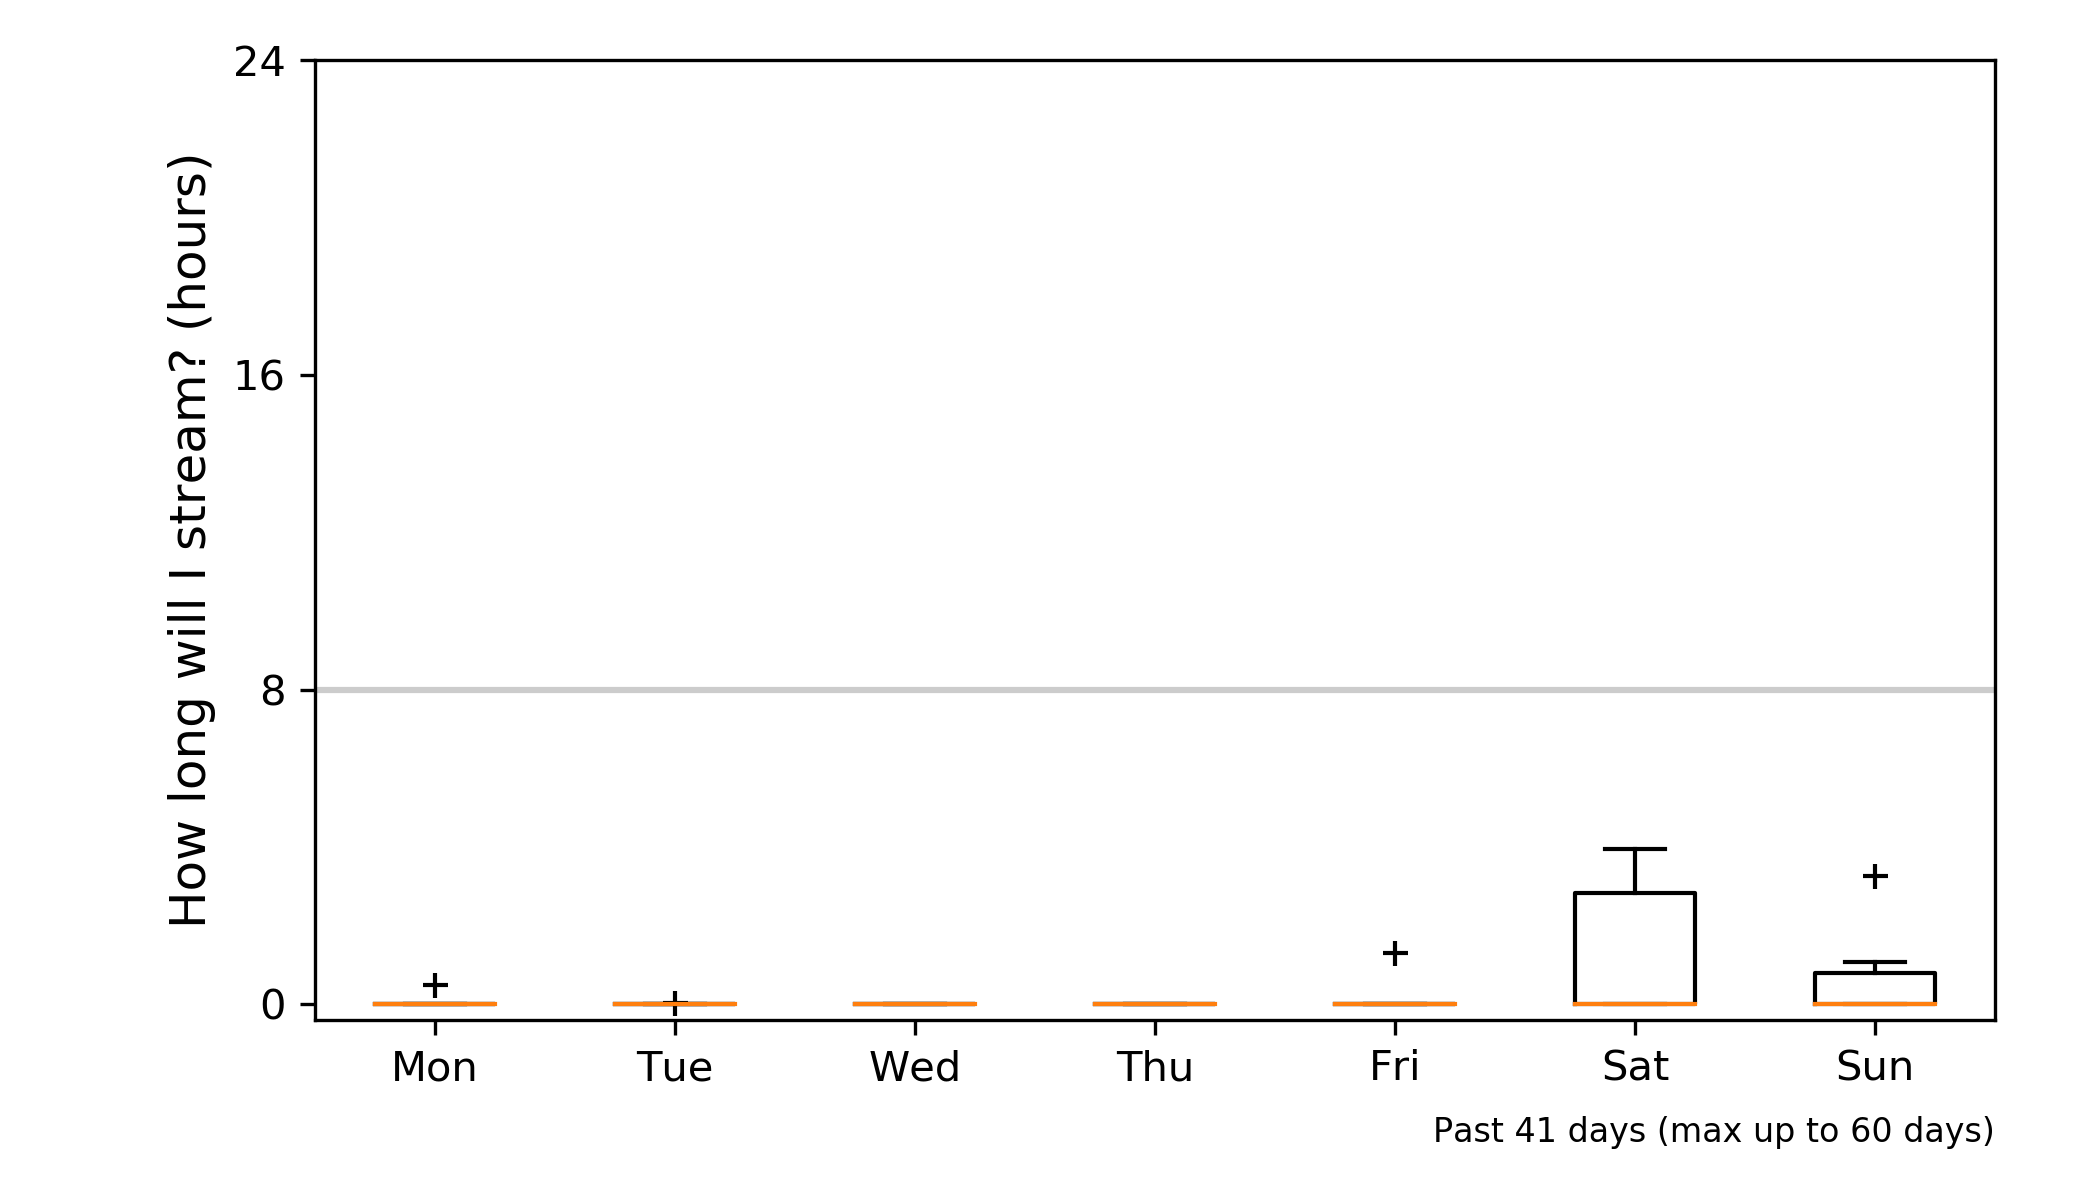 How long will I stream? (hours)
24
16
8
0
Mon Tue Wed Thu Fri Sat Sun
Past 41 days (max up to 60 days)